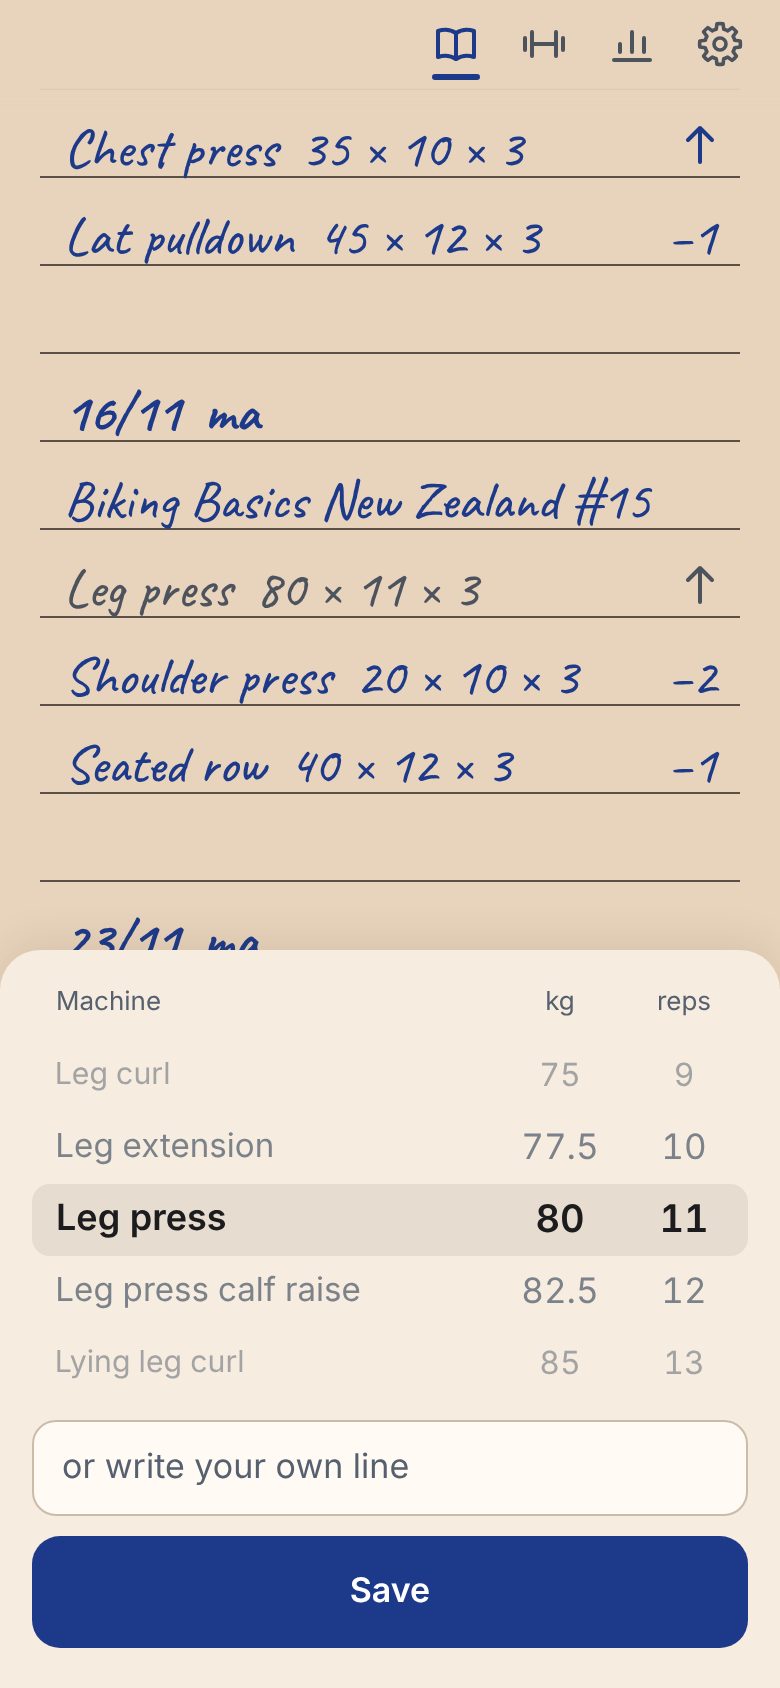 Chest press 35 × 10 × 3 ↑
Lat pulldown 45 × 12 × 3 –1
16/11 ma
Biking Basics New Zealand #15
Leg press 80 × 11 × 3 ↑
Shoulder press 20 × 10 × 3 –2
Seated row 40 × 12 × 3 –1
23/11 ma
Machine kg reps
Leg curl 75 9
Leg extension 77.5 10
Leg press 80 11
Leg press calf raise 82.5 12
Lying leg curl 85 13
or write your own line
Save